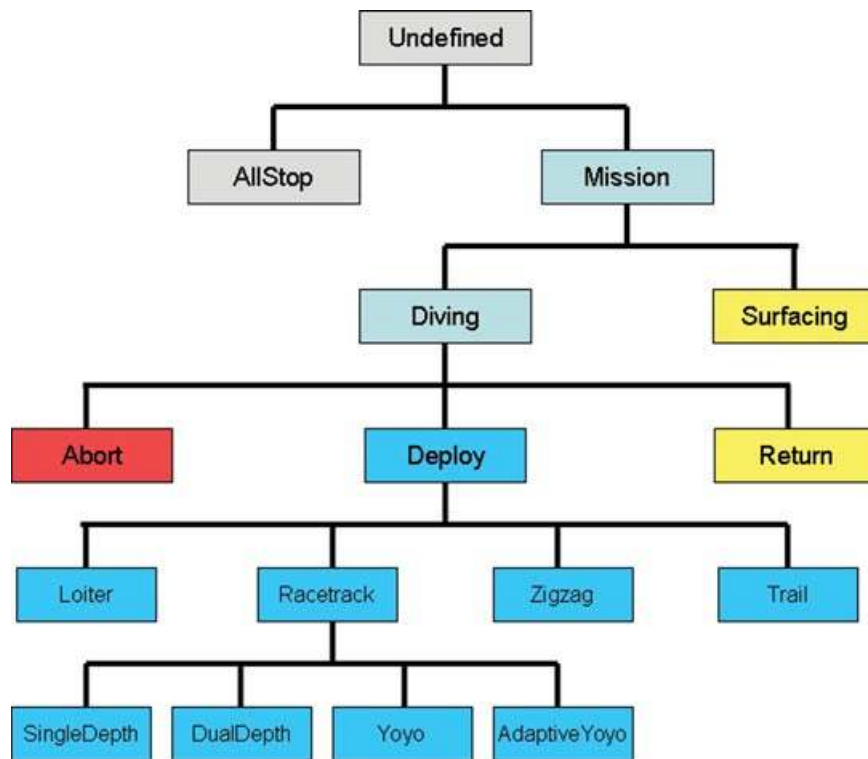 Undefined
AllStop
Mission
Diving
Surfacing
Abort
Deploy
Return
Loiter
Racetrack
Zigzag
Trail
SingleDepth
DualDepth
Yoyo
AdaptiveYoyo